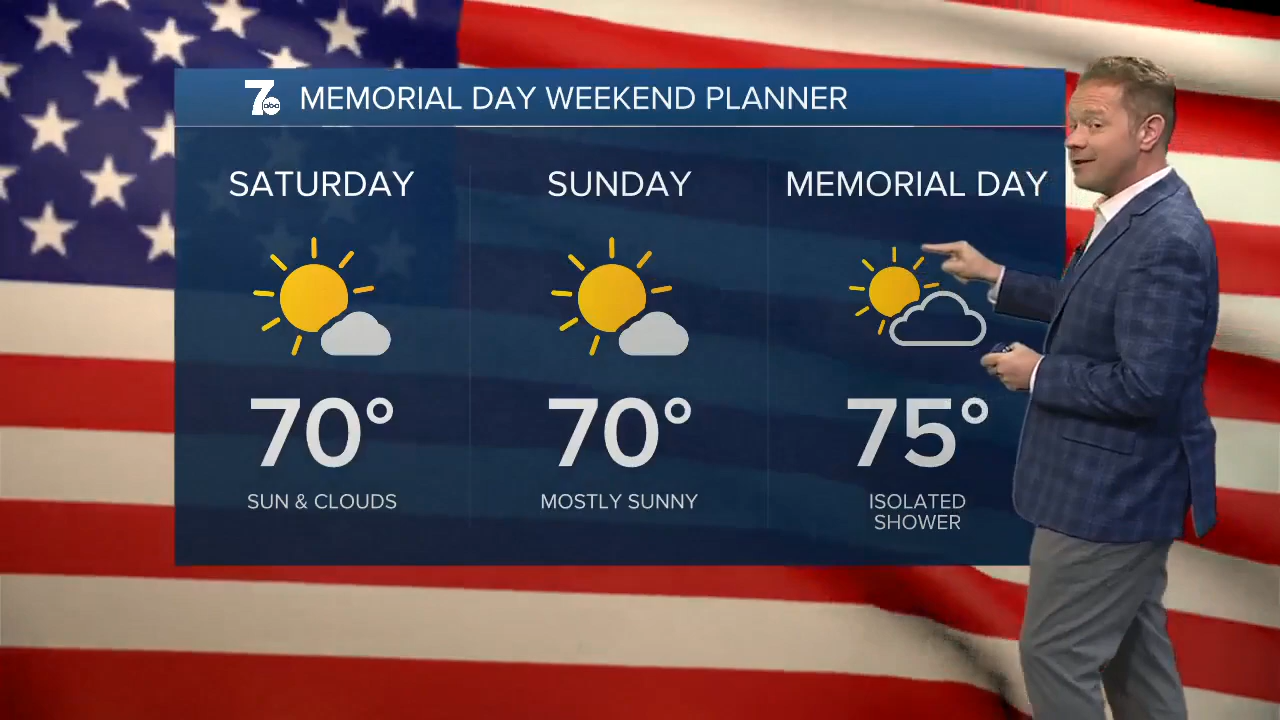 7 abc MEMORIAL DAY WEEKEND PLANNER
SATURDAY
SUNDAY
MEMORIAL DAY
70°
70°
75°
SUN & CLOUDS
MOSTLY SUNNY
ISOLATED
SHOWER